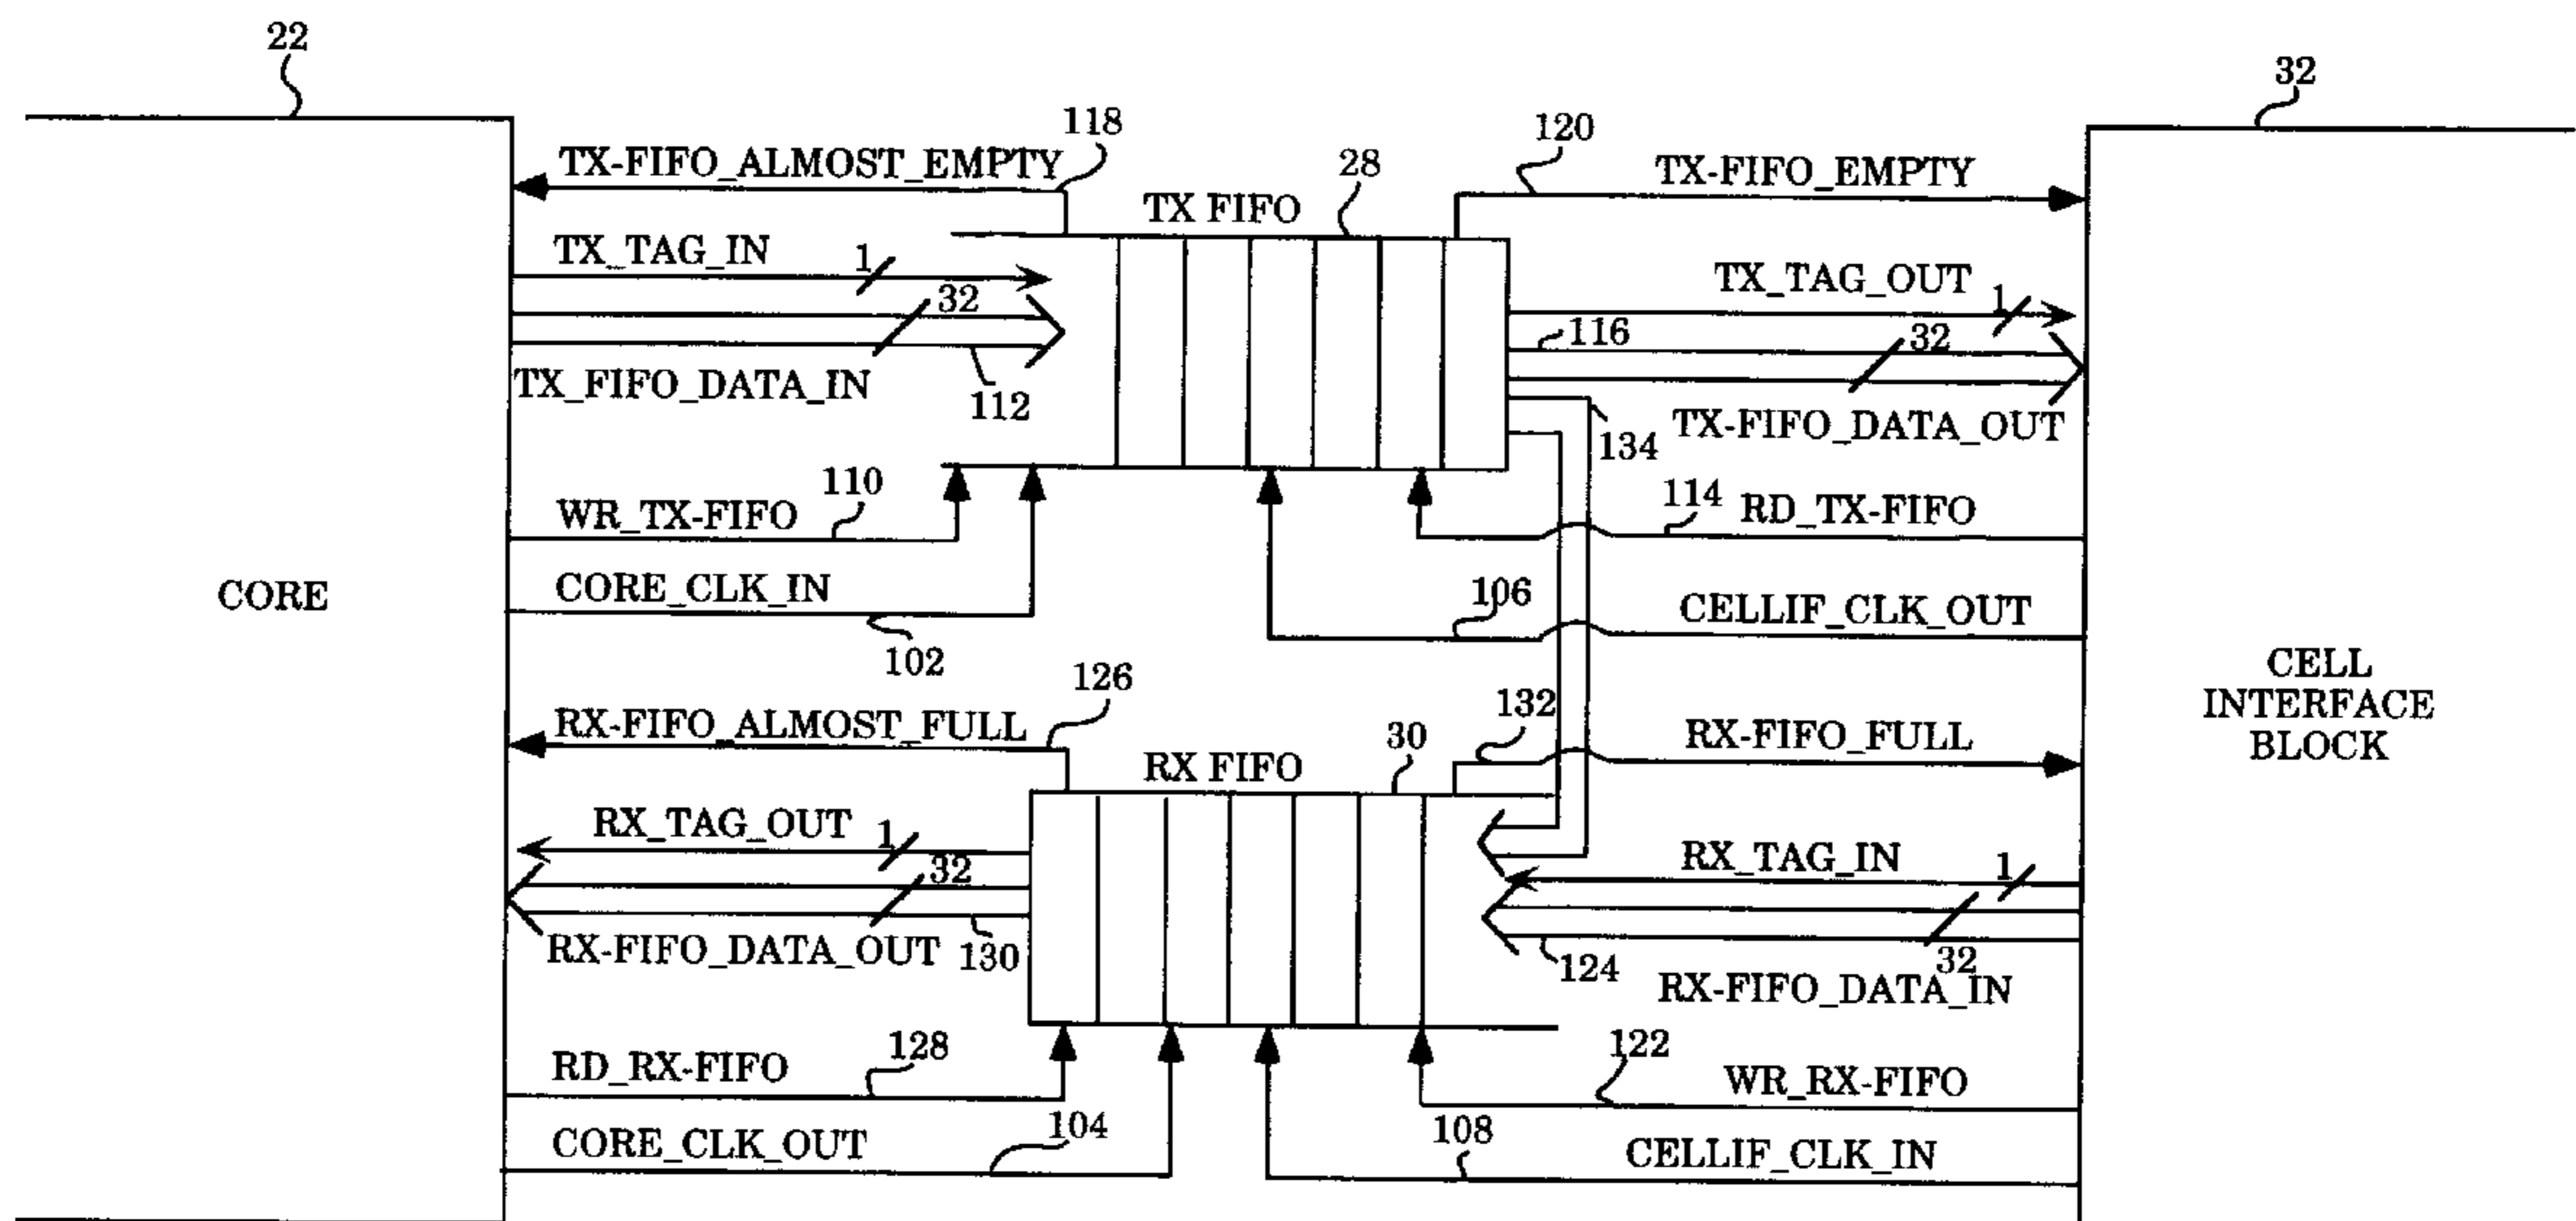 22
32
118
TX-FIFO_ALMOST_EMPTY
28
120
TX-FIFO_EMPTY
TX FIFO
TX_TAG_IN
1
32
TX_FIFO_DATA_IN
112
TX_TAG_OUT
1
116
32
TX-FIFO_DATA_OUT
134
WR_TX-FIFO
110
114
RD_TX-FIFO
CORE
CORE_CLK_IN
102
106
CELLIF_CLK_OUT
CELL
INTERFACE
BLOCK
126
RX-FIFO_ALMOST_FULL
RX FIFO
30
132
RX-FIFO_FULL
RX_TAG_OUT
1
32
RX-FIFO_DATA_OUT
130
RX_TAG_IN
1
124
32
RX-FIFO_DATA_IN
RD_RX-FIFO
128
122
WR_RX-FIFO
CORE_CLK_OUT
104
108
CELLIF_CLK_IN